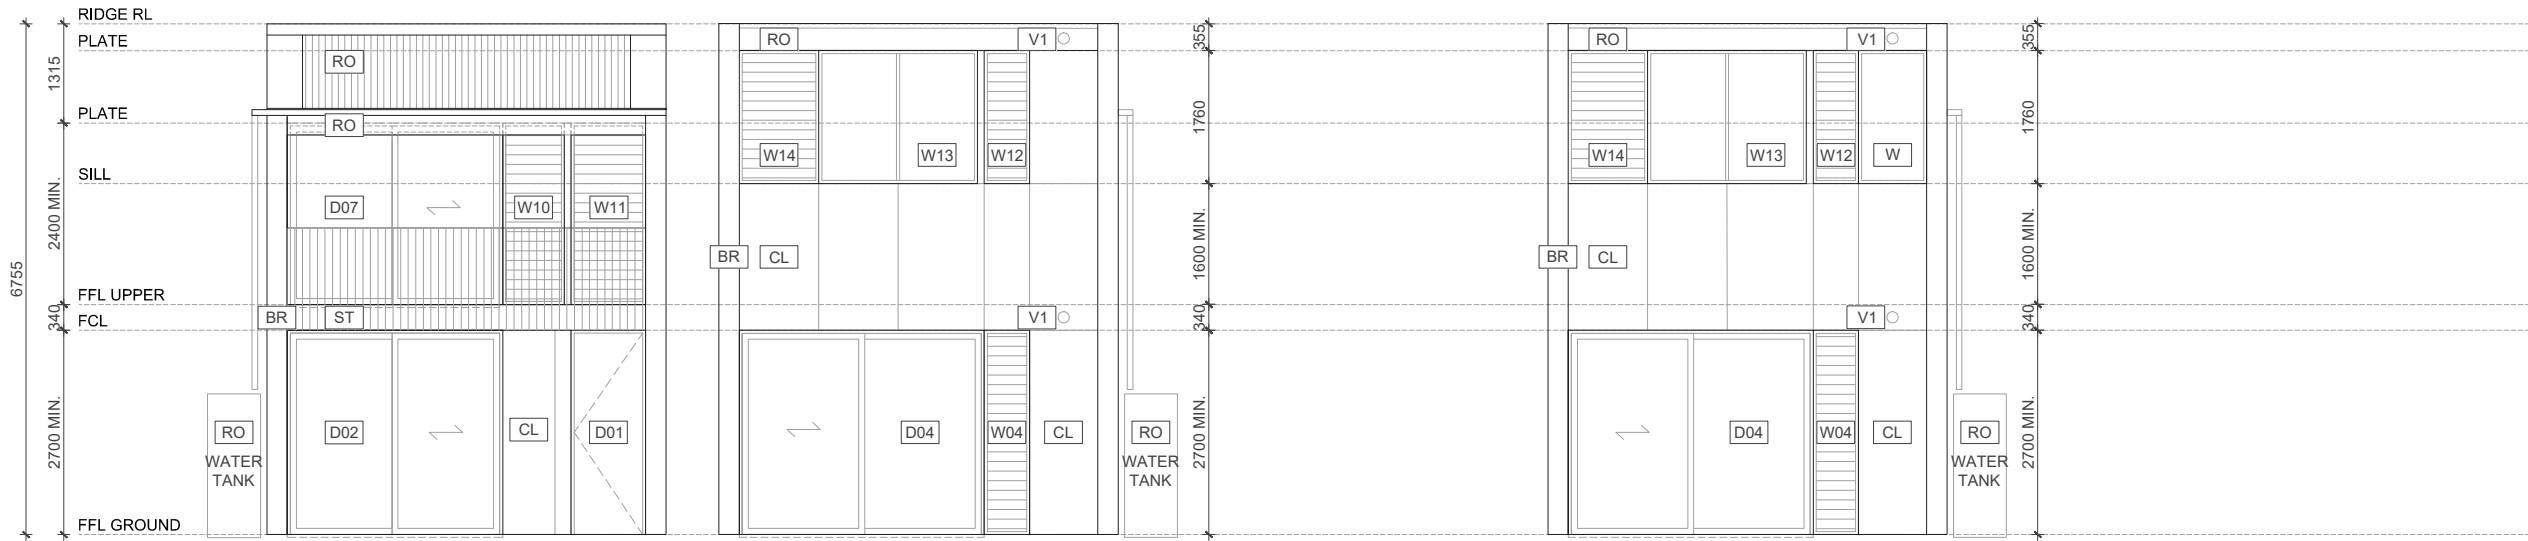 RIDGE RL
PLATE
PLATE
SILL
FFL UPPER
FCL
FFL GROUND
6755
1315
2400 MIN.
340
2700 MIN.
RO
RO
D07
W10
W11
BR
ST
RO
WATER
TANK
D02
CL
D01
RO
V1
W14
W13
W12
BR
CL
V1
D04
W04
CL
RO
WATER
TANK
355
1760
1600 MIN.
340
2700 MIN.
RO
V1
W14
W13
W12
W
BR
CL
V1
D04
W04
CL
RO
WATER
TANK
355
1760
1600 MIN.
340
2700 MIN.